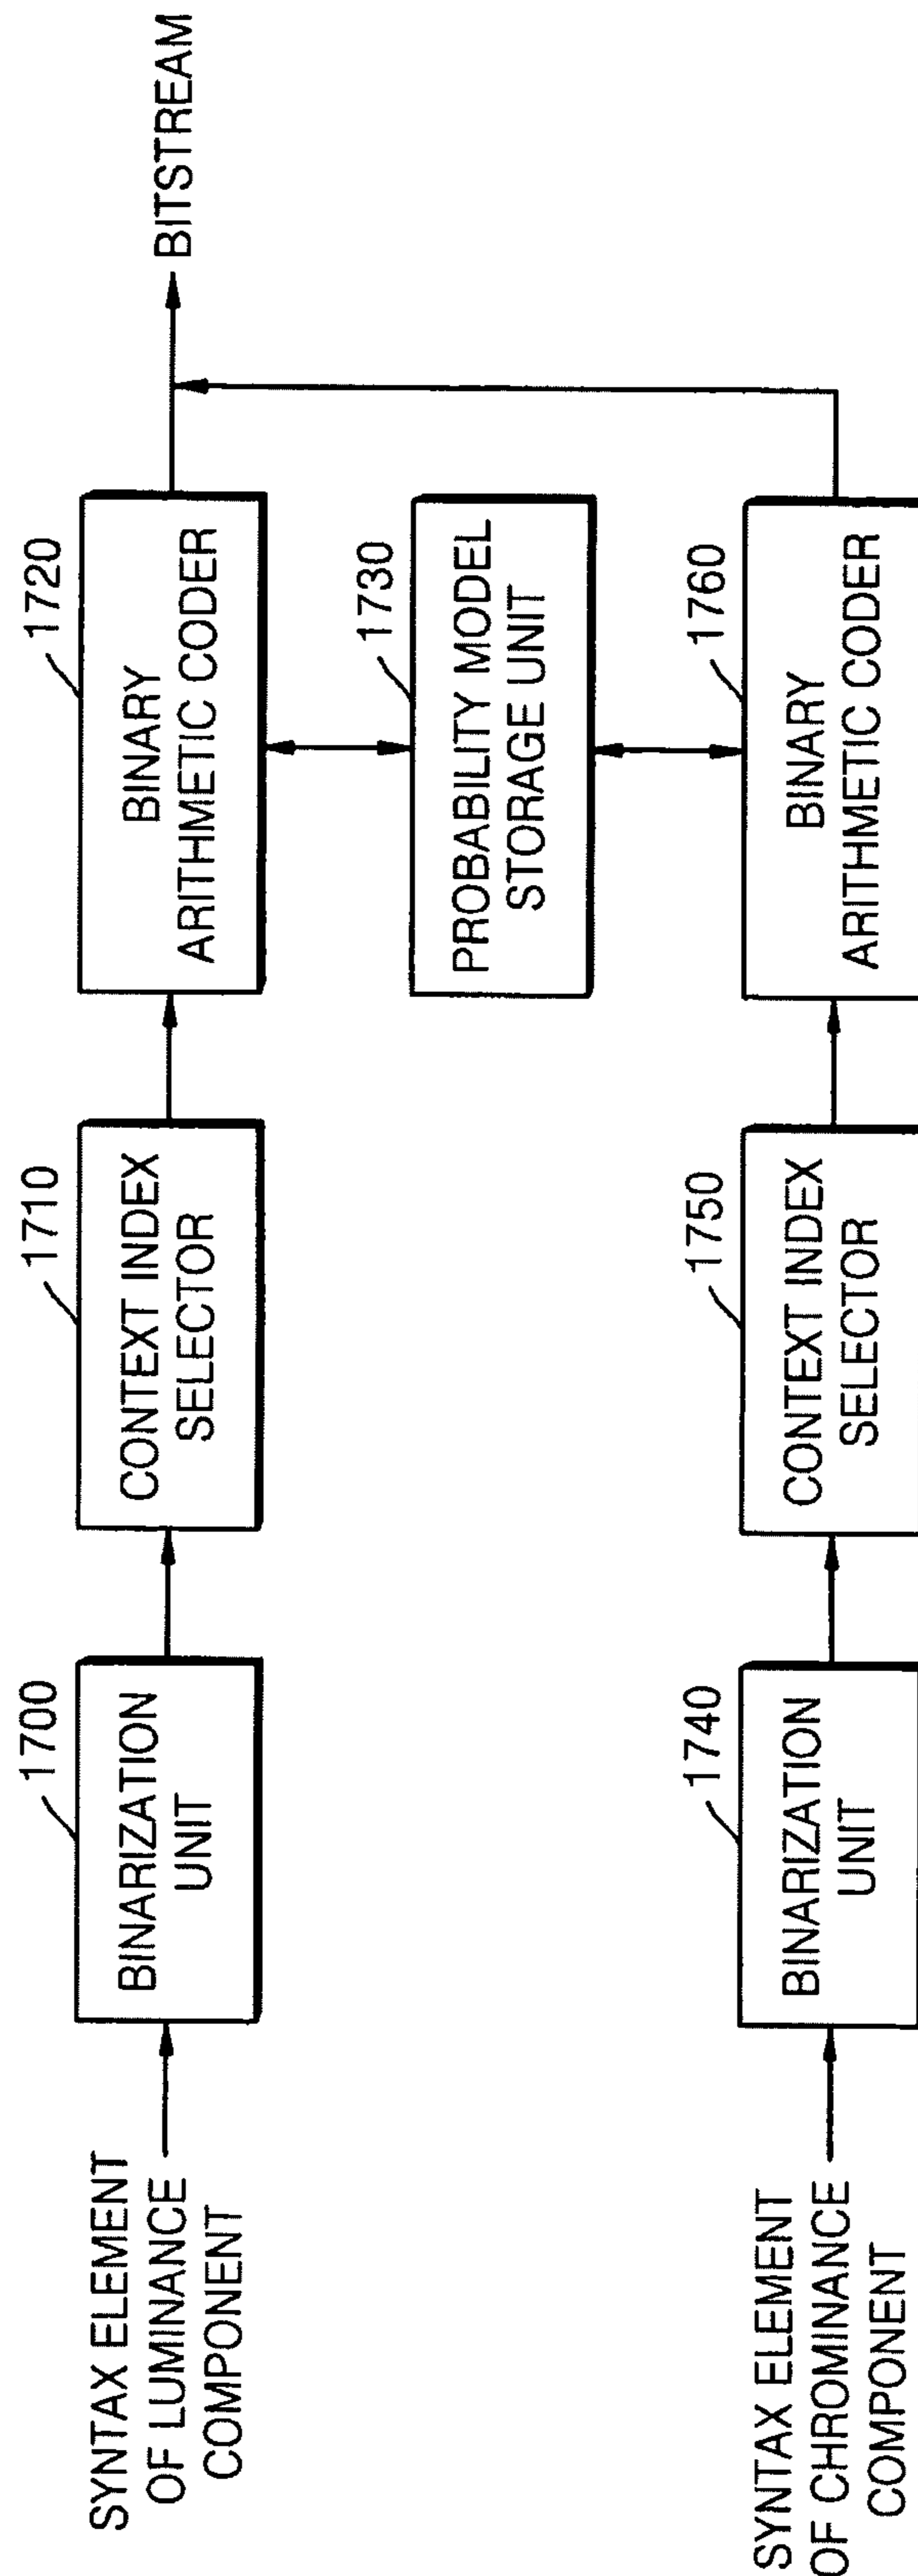 SYNTAX ELEMENT
OF LUMINANCE
COMPONENT
1700
BINARIZATION
UNIT
1710
CONTEXT INDEX
SELECTOR
1720
BINARY
ARITHMETIC CODER
BITSTREAM
1730
PROBABILITY MODEL
STORAGE UNIT
SYNTAX ELEMENT
OF CHROMINANCE
COMPONENT
1740
BINARIZATION
UNIT
1750
CONTEXT INDEX
SELECTOR
1760
BINARY
ARITHMETIC CODER